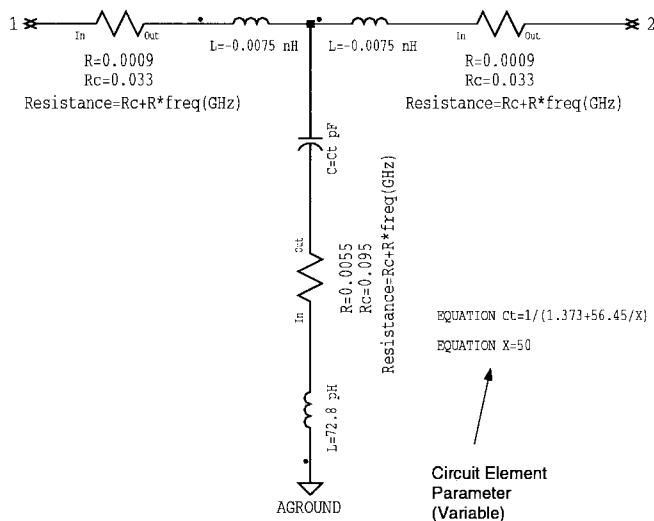 1
2
In
Out
L=-0.0075 nH
L=-0.0075 nH
In
Out
R=0.0009
Rc=0.033
Resistance=Rc+R*freq(GHz)
R=0.0009
Rc=0.033
Resistance=Rc+R*freq(GHz)
C=Ct pF
Out
In
R=0.0055
Rc=0.095
Resistance=Rc+R*freq(GHz)
L=72.8 pH
AGROUND
EQUATION Ct=1/(1.373+56.45/X)
EQUATION X=50
Circuit Element
Parameter
(Variable)